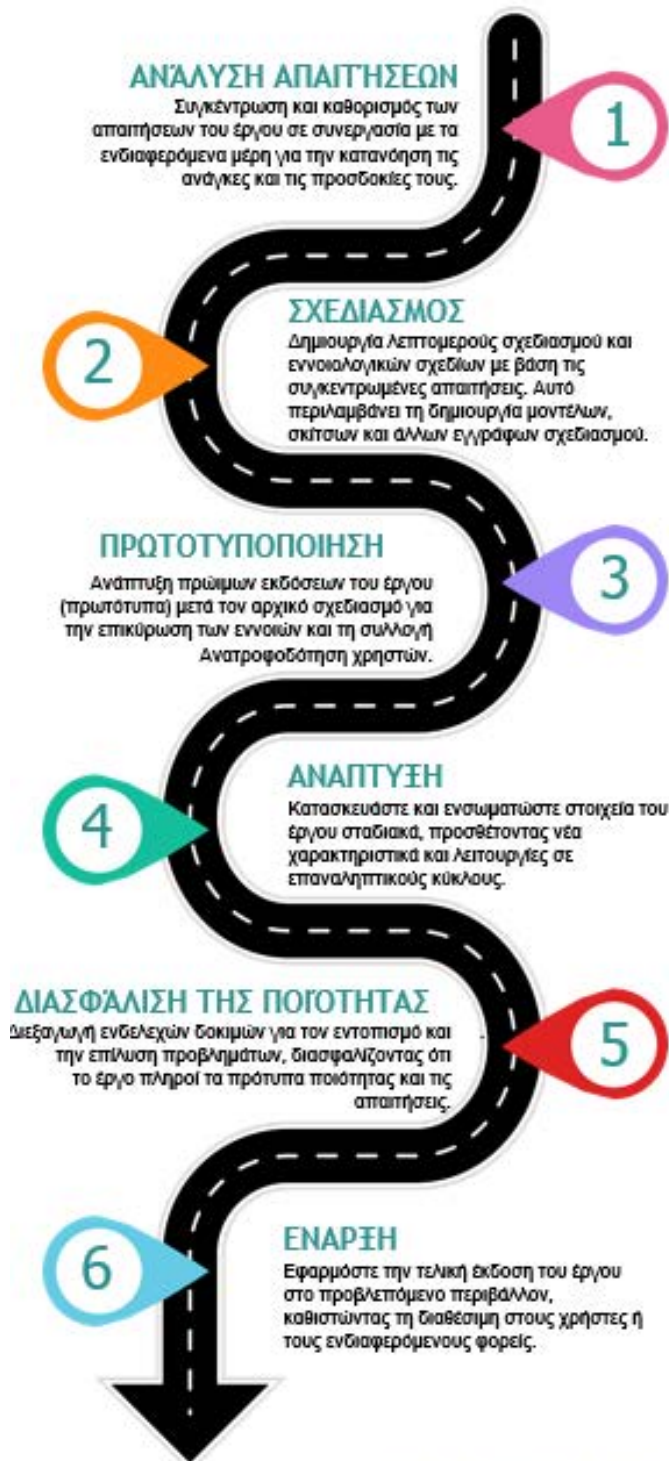 ΑΝΆΛΥΣΗ ΑΠΑΙΤΉΣΕΩΝ
Συγκέντρωση και καθορισμός των
απαιτήσεων του έργου σε συνεργασία με τα
ενδιαφερόμενα μέρη για την κατανόηση τις
ανάγκες και τις προσδοκίες τους.
1
ΣΧΕΔΙΑΣΜΟΣ
Δημιουργία λεπτομερούς σχεδιασμού και
εννοιολογικών σχεδίων με βάση τις
συγκεντρωμένες απαιτήσεις. Αυτό
περιλαμβάνει τη δημιουργία μοντέλων,
σκίτσων και άλλων εγγράφων σχεδιασμού.
2
ΠΡΩΤΟΤΥΠΟΠΟΙΗΣΗ
Ανάπτυξη πρώιμων εκδόσεων του έργου
(πρωτότυπα) μετά τον αρχικό σχεδιασμό για
την επικύρωση των εννοιών και τη συλλογή
Ανατροφοδότηση χρηστών.
3
ΑΝΑΠΤΥΞΗ
Κατασκευάστε και ενσωματώστε στοιχεία του
έργου σταδιακά, προσθέτοντας νέα
χαρακτηριστικά και λειτουργίες σε
επαναληπτικούς κύκλους.
4
ΔΙΑΣΦΆΛΙΣΗ ΤΗΣ ΠΟΙΌΤΗΤΑΣ
Διεξαγωγή ενδελεχών δοκιμών για τον εντοπισμό και
την επίλυση προβλημάτων, διασφαλίζοντας ότι
το έργο πληροί τα πρότυπα ποιότητας και τις
απαιτήσεις.
5
ΕΝΑΡΞΗ
Εφαρμόστε την τελική έκδοση του έργου
στο προβλεπόμενο περιβάλλον,
καθιστώντας τη διαθέσιμη στους χρήστες ή
τους ενδιαφερόμενους φορείς.
6